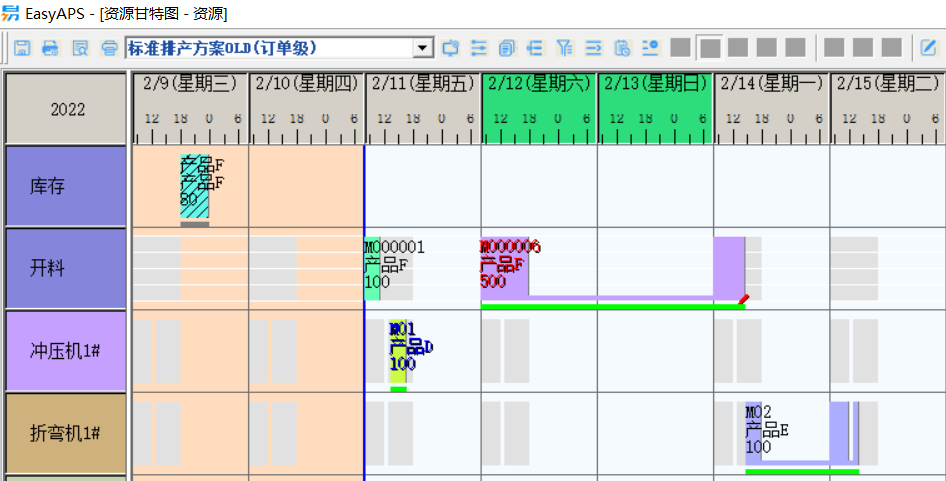 EasyAPS - [资源甘特图 - 资源]
标准排产方案OLD(订单级)
2022
2/9(星期三)
2/10(星期四)
2/11(星期五)
2/12(星期六)
2/13(星期日)
2/14(星期一)
2/15(星期二)
12 18 0 6 12 18 0 6 12 18 0 6 12 18 0 6 12 18 0 6 12 18 0 6 12 18 0 6
库存
产品F
产品F
80
开料
M000001
产品F
100
M000006
产品F
500
冲压机1#
M01
产品D
100
折弯机1#
M02
产品E
100